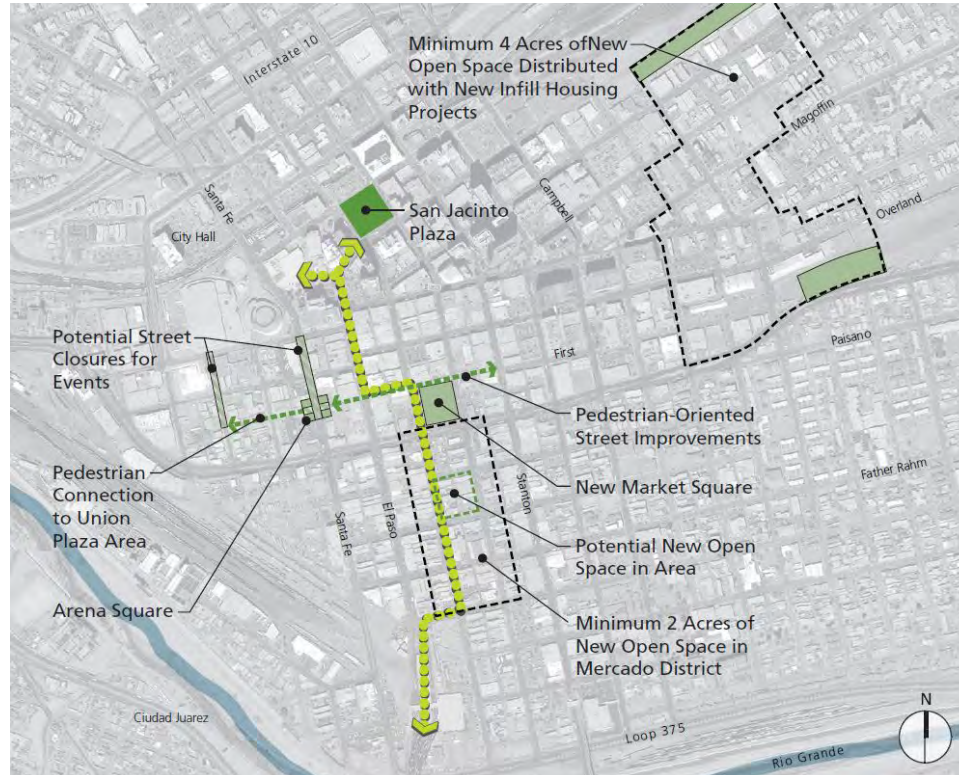 Minimum 4 Acres ofNew
Open Space Distributed
with New Infill Housing
Projects
Interstate 10
Magoffin
Campbell
Santa Fe
San Jacinto
Plaza
Overland
City Hall
Potential Street
Closures for
Events
First
Paisano
Pedestrian-Oriented
Street Improvements
Pedestrian
Connection
to Union
Plaza Area
Father Rahm
New Market Square
Stanton
El Paso
Santa Fe
Potential New Open
Space in Area
Arena Square
Minimum 2 Acres of
New Open Space in
Mercado District
Ciudad Juarez
Loop 375
Rio Grande
N